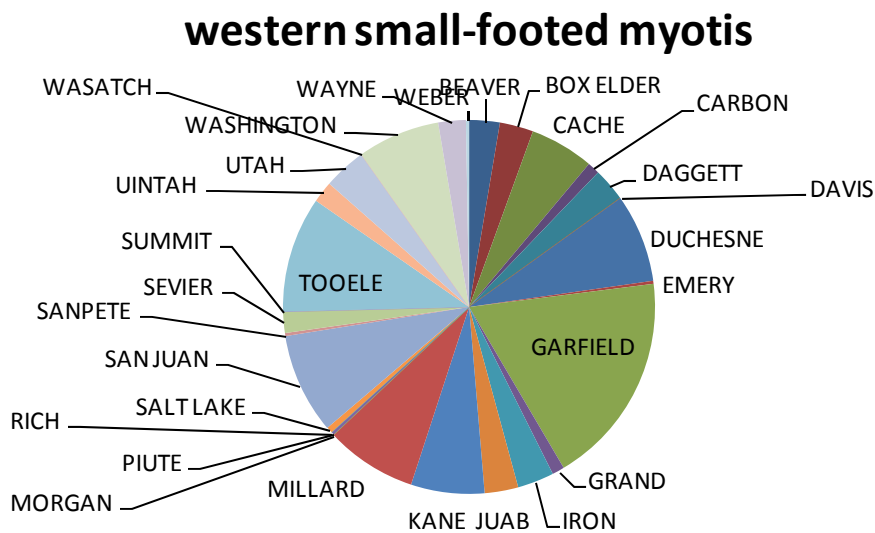 western small-footed myotis
WASATCH
WAYNE
WEBER
BEAVER
BOX ELDER
CARBON
WASHINGTON
CACHE
UTAH
DAGGETT
UINTAH
DAVIS
SUMMIT
DUCHESNE
TOOELE
SEVIER
EMERY
SANPETE
GARFIELD
SAN JUAN
SALT LAKE
RICH
PIUTE
GRAND
MILLARD
MORGAN
KANE
JUAB
IRON